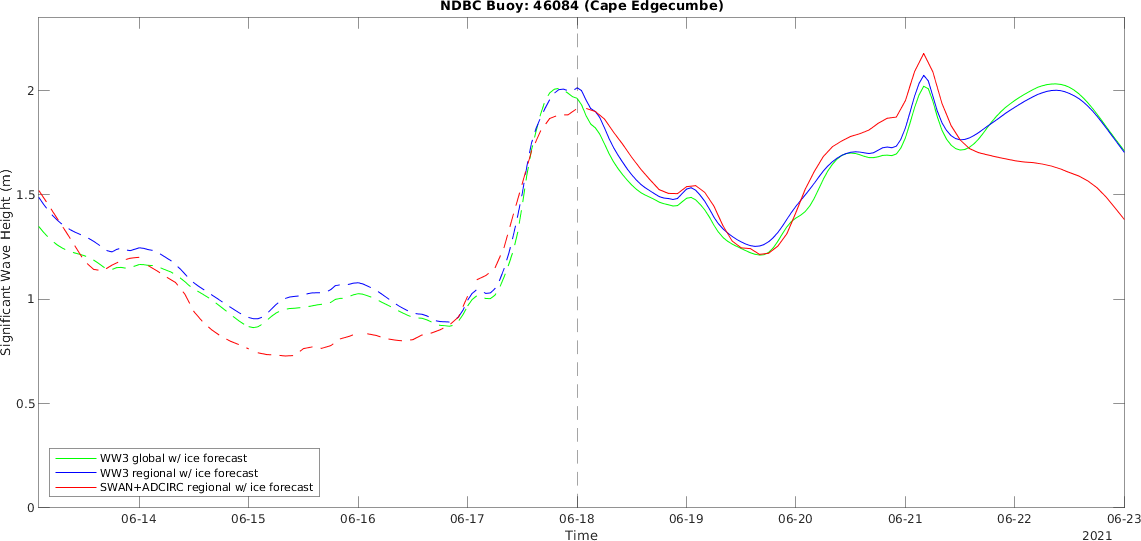 NDBC Buoy: 46084 (Cape Edgecumbe)
Significant Wave Height (m)
2
1.5
1
0.5
0
WW3 global w/ ice forecast
WW3 regional w/ ice forecast
SWAN+ADCIRC regional w/ ice forecast
06-14 06-15 06-16 06-17 06-18 06-19 06-20 06-21 06-22 06-23
Time
2021